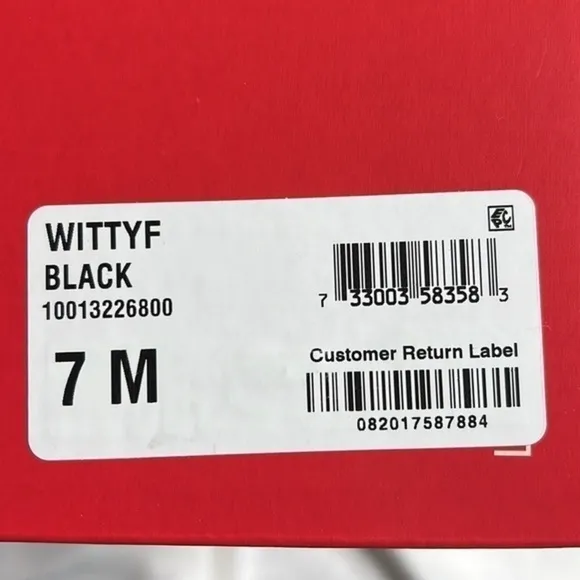 WITTYF
BLACK
10013226800
7 M
7 33003 58358 3
Customer Return Label
082017587884